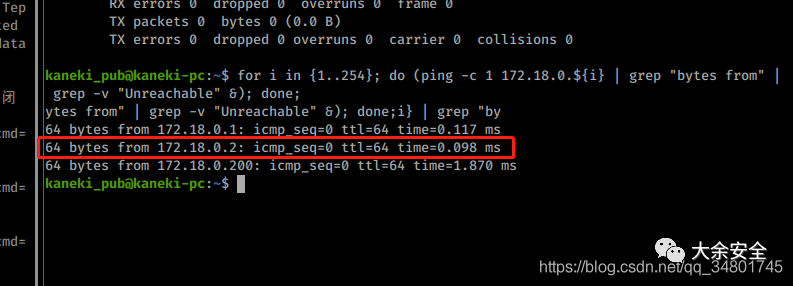 Tep
ted
data
闭
cmd=
cmd=
cmd=
RX errors 0  dropped 0 overruns 0  frame 0
TX packets 0  bytes 0 (0.0 B)
TX errors 0  dropped 0 overruns 0  carrier 0  collisions 0
kaneki_pub@kaneki-pc:~$ for i in {1..254}; do (ping -c 1 172.18.0.${i} | grep "bytes from" |
grep -v "Unreachable" &); done;
ytes from" | grep -v "Unreachable" &); done;i} | grep "by
64 bytes from 172.18.0.1: icmp_seq=0 ttl=64 time=0.117 ms
64 bytes from 172.18.0.2: icmp_seq=0 ttl=64 time=0.098 ms
64 bytes from 172.18.0.200: icmp_seq=0 ttl=64 time=1.870 ms
kaneki_pub@kaneki-pc:~$
大余安全
https://blog.csdn.net/qq_34801745